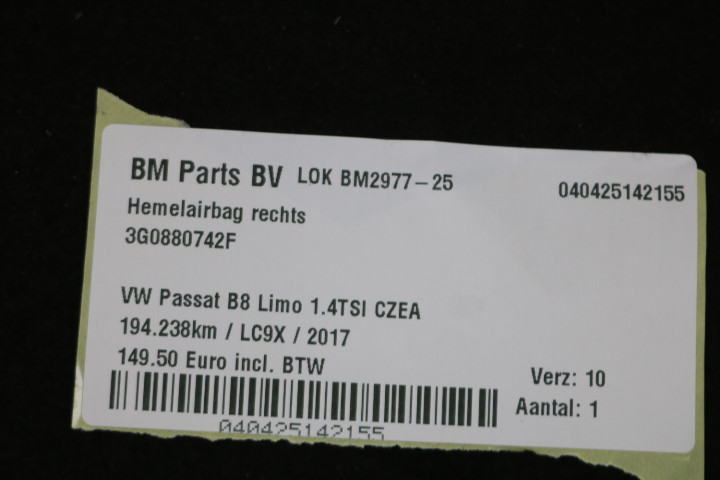 BM Parts BV LOK BM2977-25 040425142155
Hemelairbag rechts
3G0880742F
VW Passat B8 Limo 1.4TSI CZEA
194.238km / LC9X / 2017
149.50 Euro incl. BTW
Verz: 10
Aantal: 1
040425142155